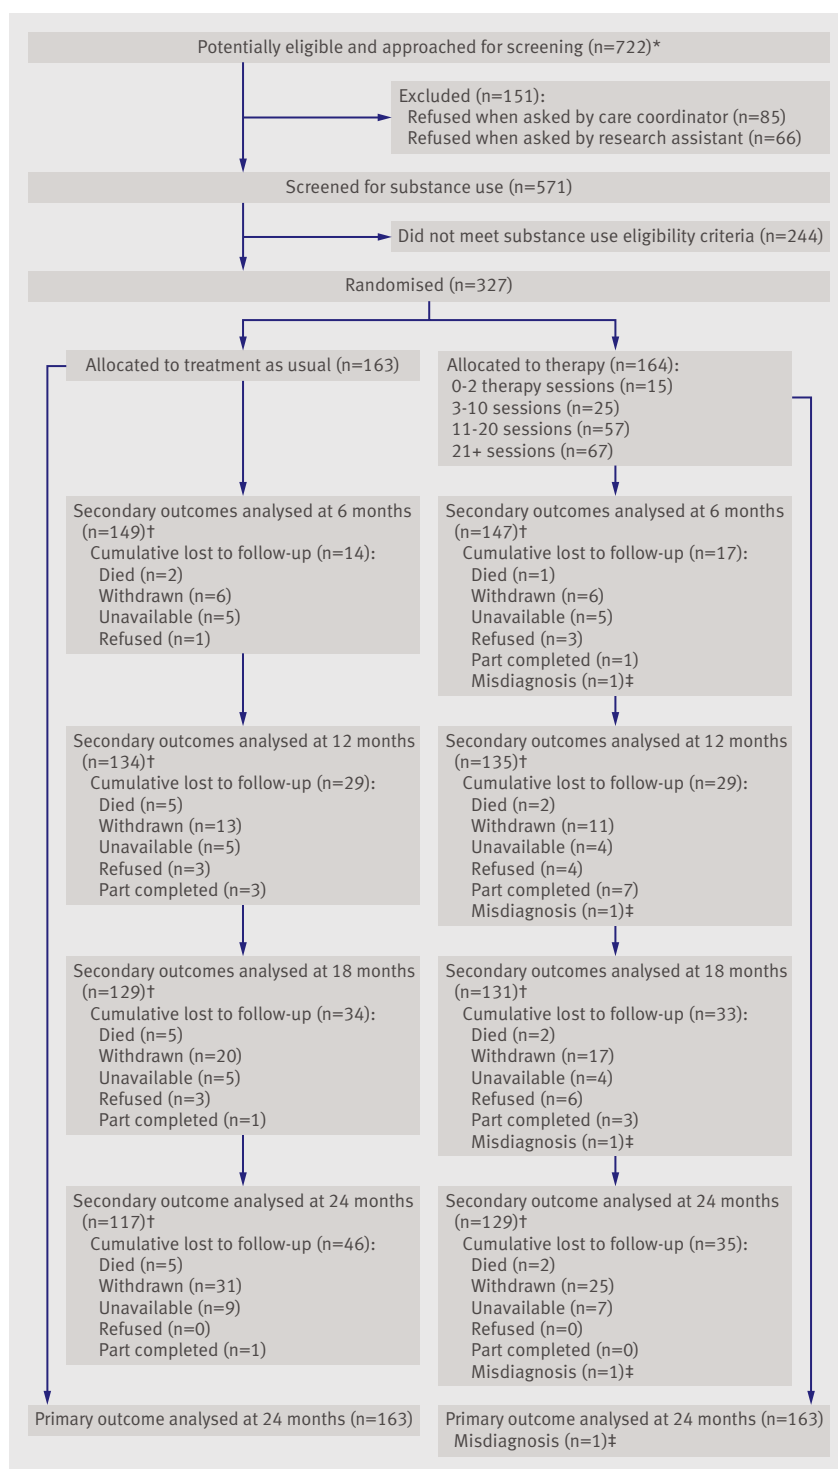 Potentially eligible and approached for screening (n=722)*
Excluded (n=151):
Refused when asked by care coordinator (n=85)
Refused when asked by research assistant (n=66)
Screened for substance use (n=571)
Did not meet substance use eligibility criteria (n=244)
Randomised (n=327)
Allocated to treatment as usual (n=163)
Allocated to therapy (n=164):
0-2 therapy sessions (n=15)
3-10 sessions (n=25)
11-20 sessions (n=57)
21+ sessions (n=67)
Secondary outcomes analysed at 6 months
(n=149)†
Cumulative lost to follow-up (n=14):
Died (n=2)
Withdrawn (n=6)
Unavailable (n=5)
Refused (n=1)
Secondary outcomes analysed at 6 months
(n=147)†
Cumulative lost to follow-up (n=17):
Died (n=1)
Withdrawn (n=6)
Unavailable (n=5)
Refused (n=3)
Part completed (n=1)
Misdiagnosis (n=1)‡
Secondary outcomes analysed at 12 months
(n=134)†
Cumulative lost to follow-up (n=29):
Died (n=5)
Withdrawn (n=13)
Unavailable (n=5)
Refused (n=3)
Part completed (n=3)
Secondary outcomes analysed at 12 months
(n=135)†
Cumulative lost to follow-up (n=29):
Died (n=2)
Withdrawn (n=11)
Unavailable (n=4)
Refused (n=4)
Part completed (n=7)
Misdiagnosis (n=1)‡
Secondary outcomes analysed at 18 months
(n=129)†
Cumulative lost to follow-up (n=34):
Died (n=5)
Withdrawn (n=20)
Unavailable (n=5)
Refused (n=3)
Part completed (n=1)
Secondary outcomes analysed at 18 months
(n=131)†
Cumulative lost to follow-up (n=33):
Died (n=2)
Withdrawn (n=17)
Unavailable (n=4)
Refused (n=6)
Part completed (n=3)
Misdiagnosis (n=1)‡
Secondary outcome analysed at 24 months
(n=117)†
Cumulative lost to follow-up (n=46):
Died (n=5)
Withdrawn (n=31)
Unavailable (n=9)
Refused (n=0)
Part completed (n=1)
Secondary outcome analysed at 24 months
(n=129)†
Cumulative lost to follow-up (n=35):
Died (n=2)
Withdrawn (n=25)
Unavailable (n=7)
Refused (n=0)
Part completed (n=0)
Misdiagnosis (n=1)‡
Primary outcome analysed at 24 months (n=163)
Primary outcome analysed at 24 months (n=163)
Misdiagnosis (n=1)‡